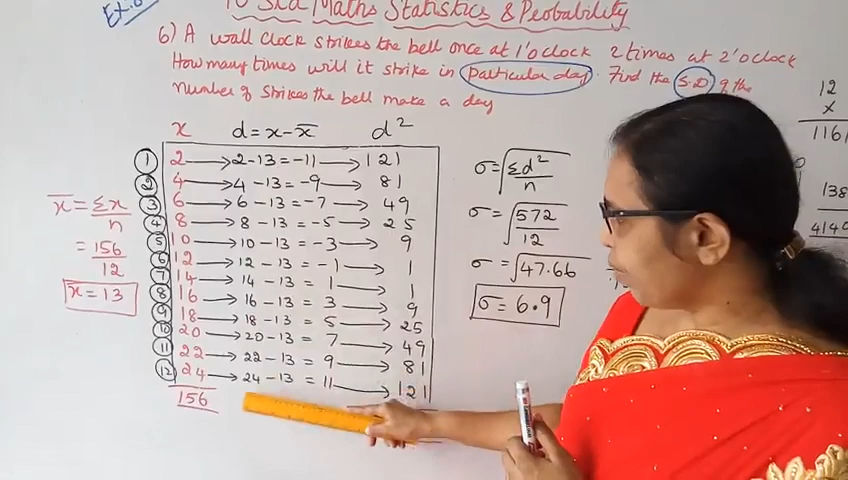 Ex.8
10 Std Maths Statistics & Probability
6) A wall clock strikes the bell once at 1'o clock 2 times at 2'o clock
How many times will it strike in particular day. Find the S.D of the
number of strikes the bell make a day
x d = x - x̄ d²
1 2 → 2-13 = -11 → 121
2 4 → 4-13 = -9 → 81
3 6 → 6-13 = -7 → 49
4 8 → 8-13 = -5 → 25
5 10 → 10-13 = -3 → 9
6 12 → 12-13 = -1 → 1
7 14 → 14-13 = 1 → 1
8 16 → 16-13 = 3 → 9
9 18 → 18-13 = 5 → 25
10 20 → 20-13 = 7 → 49
11 22 → 22-13 = 9 → 81
12 24 → 24-13 = 11 → 121
156
x̄ = Σx/n
= 156/12
x̄ = 13
σ = √Σd²/n
σ = √572/12
σ = √47.66
σ = 6.9
12
x
116
138
4140